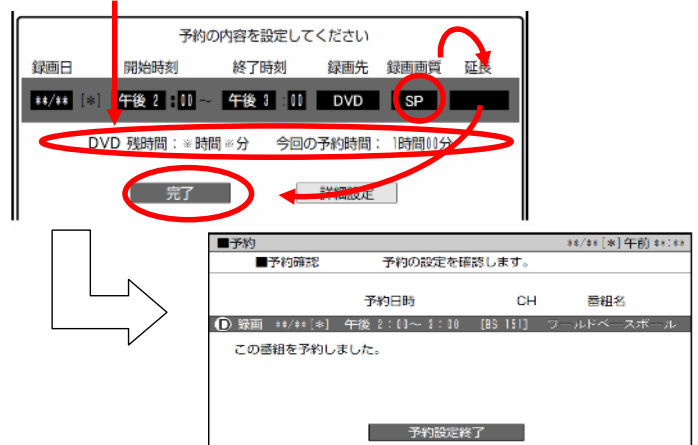 予約の内容を設定してください
録画日 開始時刻 終了時刻 録画先 録画画質 延長
**/** [*] 午後 2 : 00 ~ 午後 3 : 00 DVD SP
DVD 残時間：※時間※分 今回の予約時間： 1時間00分
完了 詳細設定
■予約 **/**[*]午前**:**
■予約確認 予約の設定を確認します。
予約日時 CH 番組名
D 録画 **/**[*] 午後 2:00~ 3:00 [BS 151] ワールドベースボール
この番組を予約しました。
予約設定終了